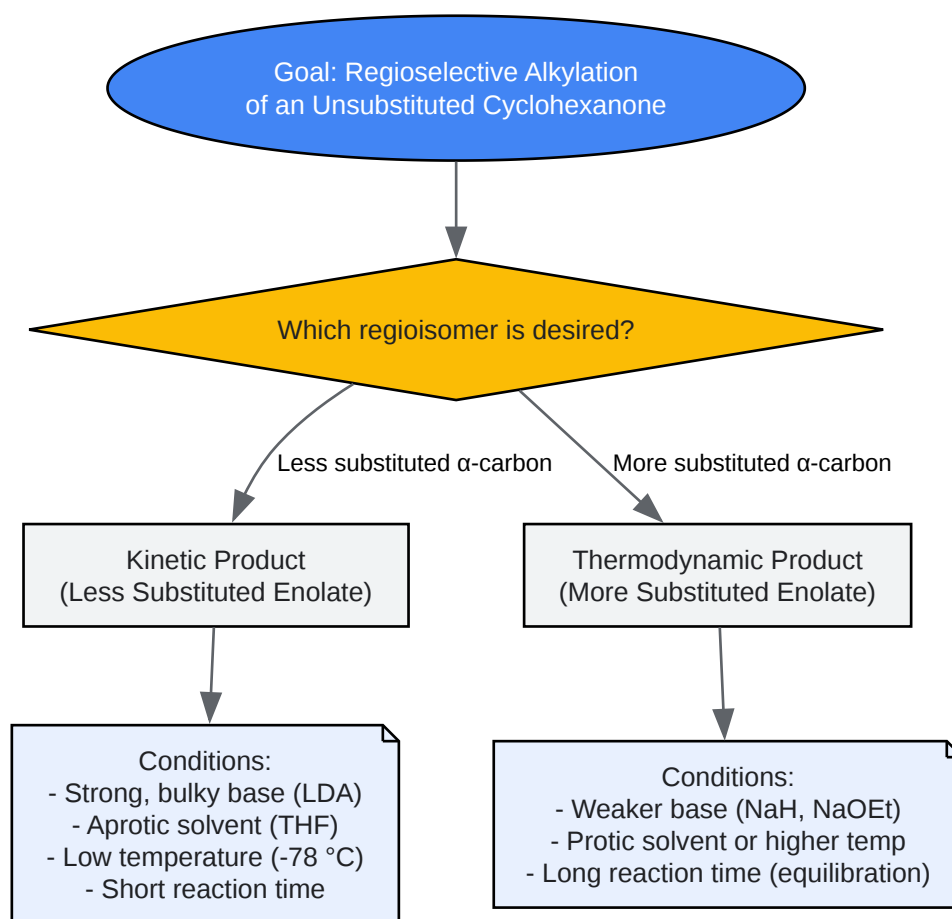 Goal: Regioselective Alkylation
of an Unsubstituted Cyclohexanone
Which regioisomer is desired?
Less substituted α-carbon
More substituted α-carbon
Kinetic Product
(Less Substituted Enolate)
Thermodynamic Product
(More Substituted Enolate)
Conditions:
- Strong, bulky base (LDA)
- Aprotic solvent (THF)
- Low temperature (-78 °C)
- Short reaction time
Conditions:
- Weaker base (NaH, NaOEt)
- Protic solvent or higher temp
- Long reaction time (equilibration)